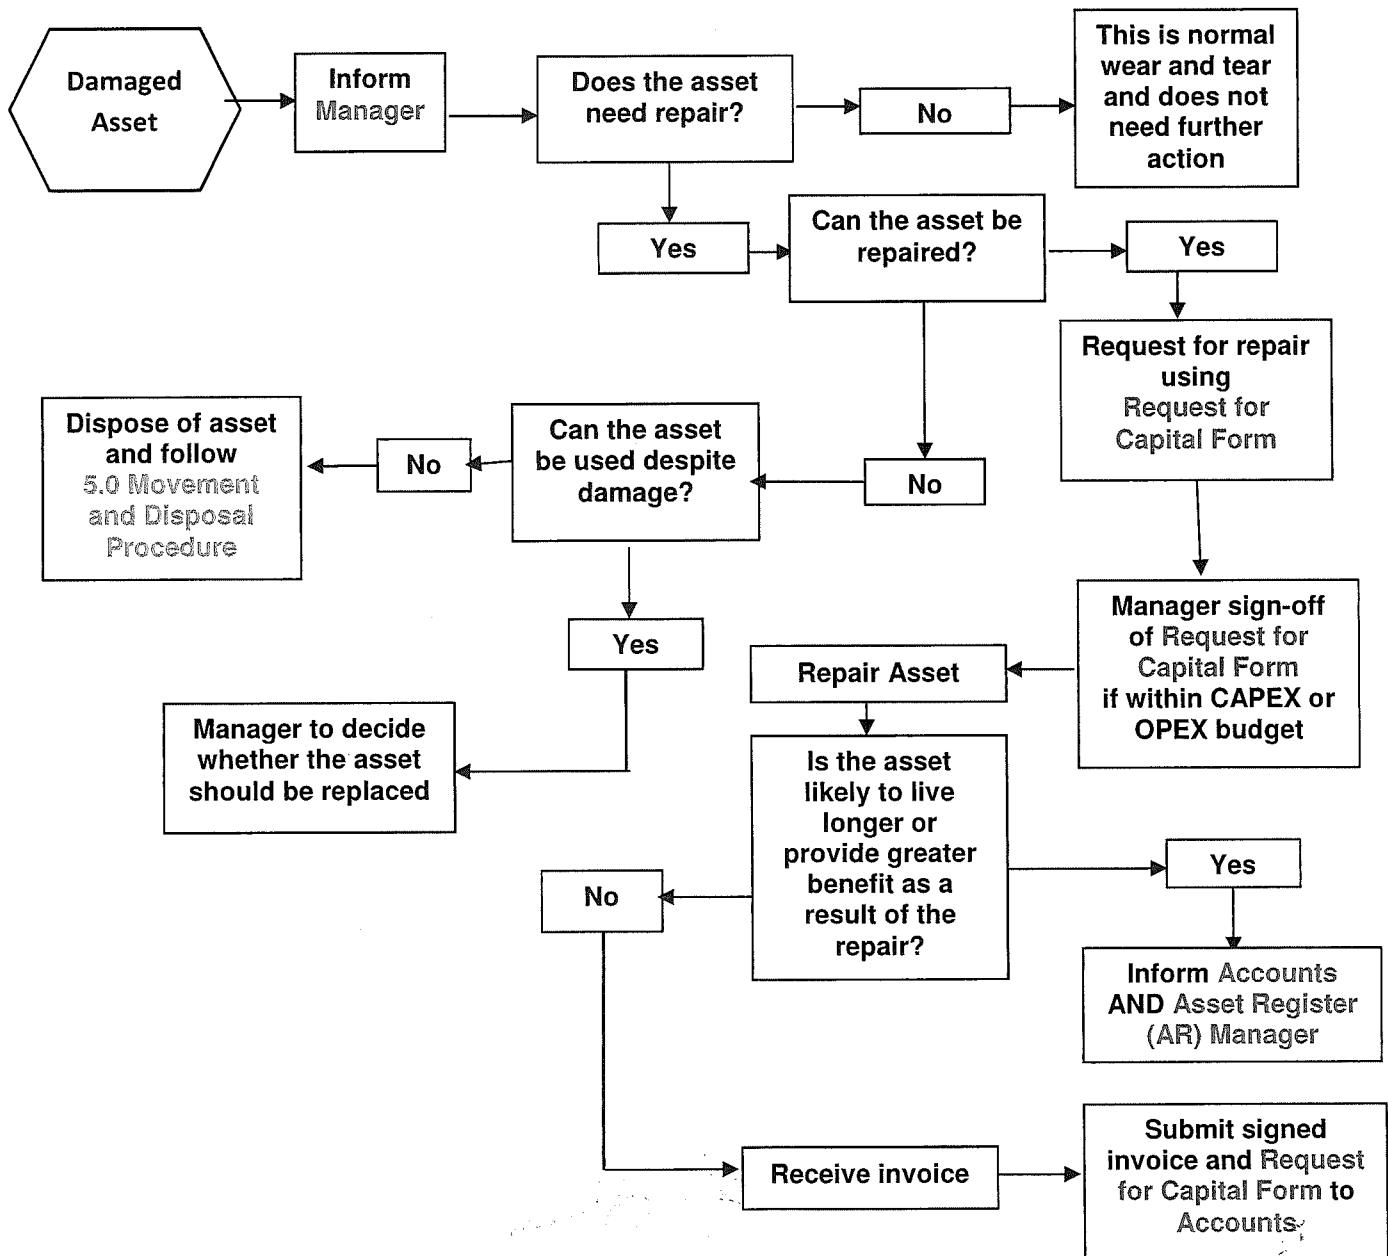 Damaged
Asset
Inform
Manager
Does the asset
need repair?
No
This is normal
wear and tear
and does not
need further
action
Yes
Can the asset be
repaired?
Yes
Request for repair
using
Request for
Capital Form
Dispose of asset
and follow
5.0 Movement
and Disposal
Procedure
No
Can the asset
be used despite
damage?
No
Yes
Manager sign-off
of Request for
Capital Form
if within CAPEX or
OPEX budget
Repair Asset
Manager to decide
whether the asset
should be replaced
Is the asset
likely to live
longer or
provide greater
benefit as a
result of the
repair?
No
Yes
Inform Accounts
AND Asset Register
(AR) Manager
Receive invoice
Submit signed
invoice and Request
for Capital Form to
Accounts